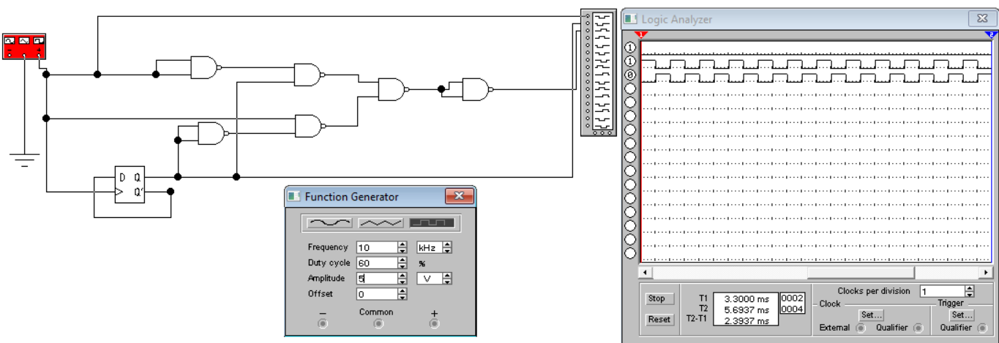 D Q
Q'
Function Generator
Frequency 10 kHz
Duty cycle 60 %
Amplitude 5 V
Offset 0
− Common +
Logic Analyzer
1 2
1
1
0
Stop
Reset
T1 3.3000 ms 0002
T2 5.6937 ms 0004
T2-T1 2.3937 ms
Clocks per division 1
Clock Trigger
Set... Set...
External Qualifier Qualifier